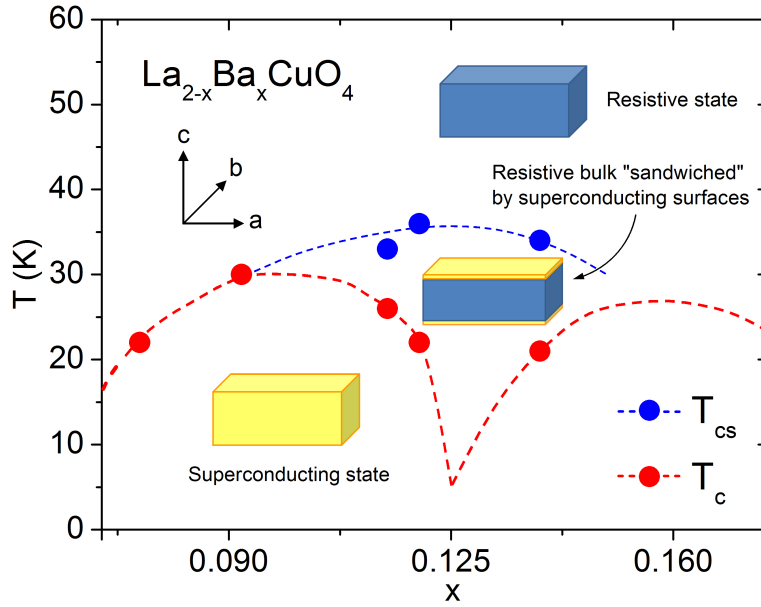 60
50
40
30
20
10
0
T (K)
La2-xBaxCuO4
c
b
a
Resistive state
Resistive bulk "sandwiched"
by superconducting surfaces
Superconducting state
Tcs
Tc
0.090
0.125
0.160
x